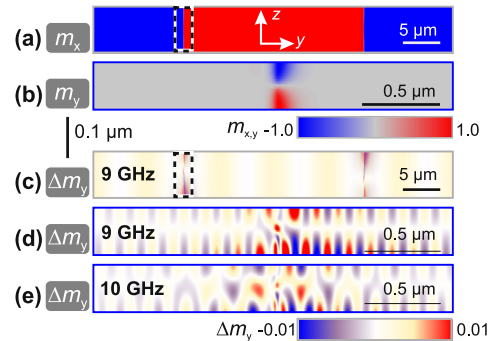 (a) mx z y 5 µm
(b) my 0.5 µm
0.1 µm mx,y -1.0 1.0
(c) Δmy 9 GHz 5 µm
(d) Δmy 9 GHz 0.5 µm
(e) Δmy 10 GHz 0.5 µm
Δmy -0.01 0.01